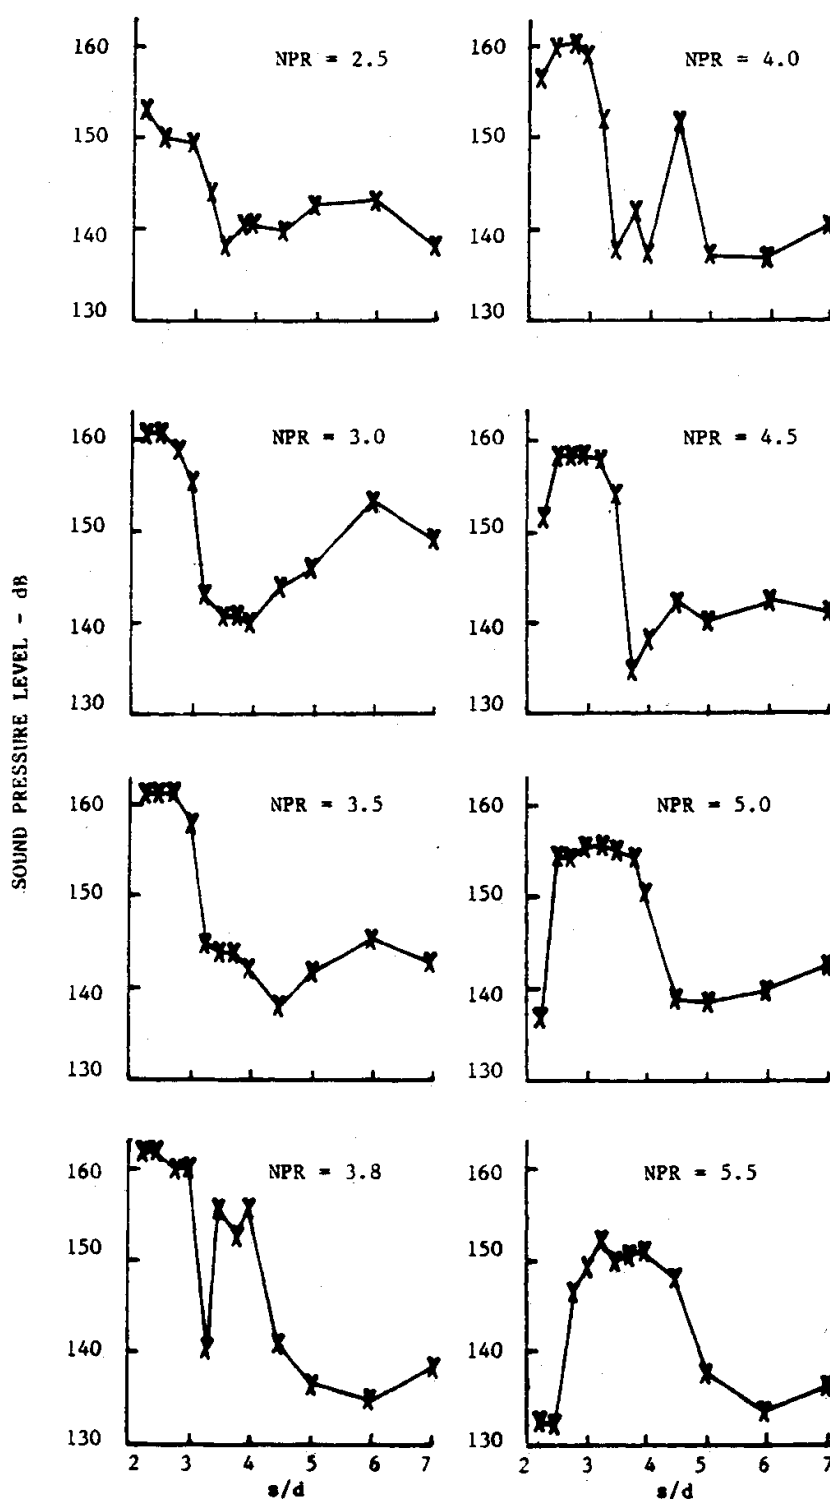 SOUND PRESSURE LEVEL - dB
NPR = 2.5
160
150
140
130
NPR = 4.0
160
150
140
130
NPR = 3.0
160
150
140
130
NPR = 4.5
160
150
140
130
NPR = 3.5
160
150
140
130
NPR = 5.0
160
150
140
130
NPR = 3.8
160
150
140
130
2 3 4 5 6 7
s/d
NPR = 5.5
160
150
140
130
2 3 4 5 6 7
s/d